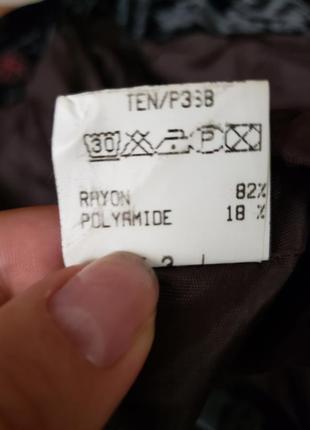 TEN/P36B
30 P
RAYON 82%
POLYAMIDE 18 %